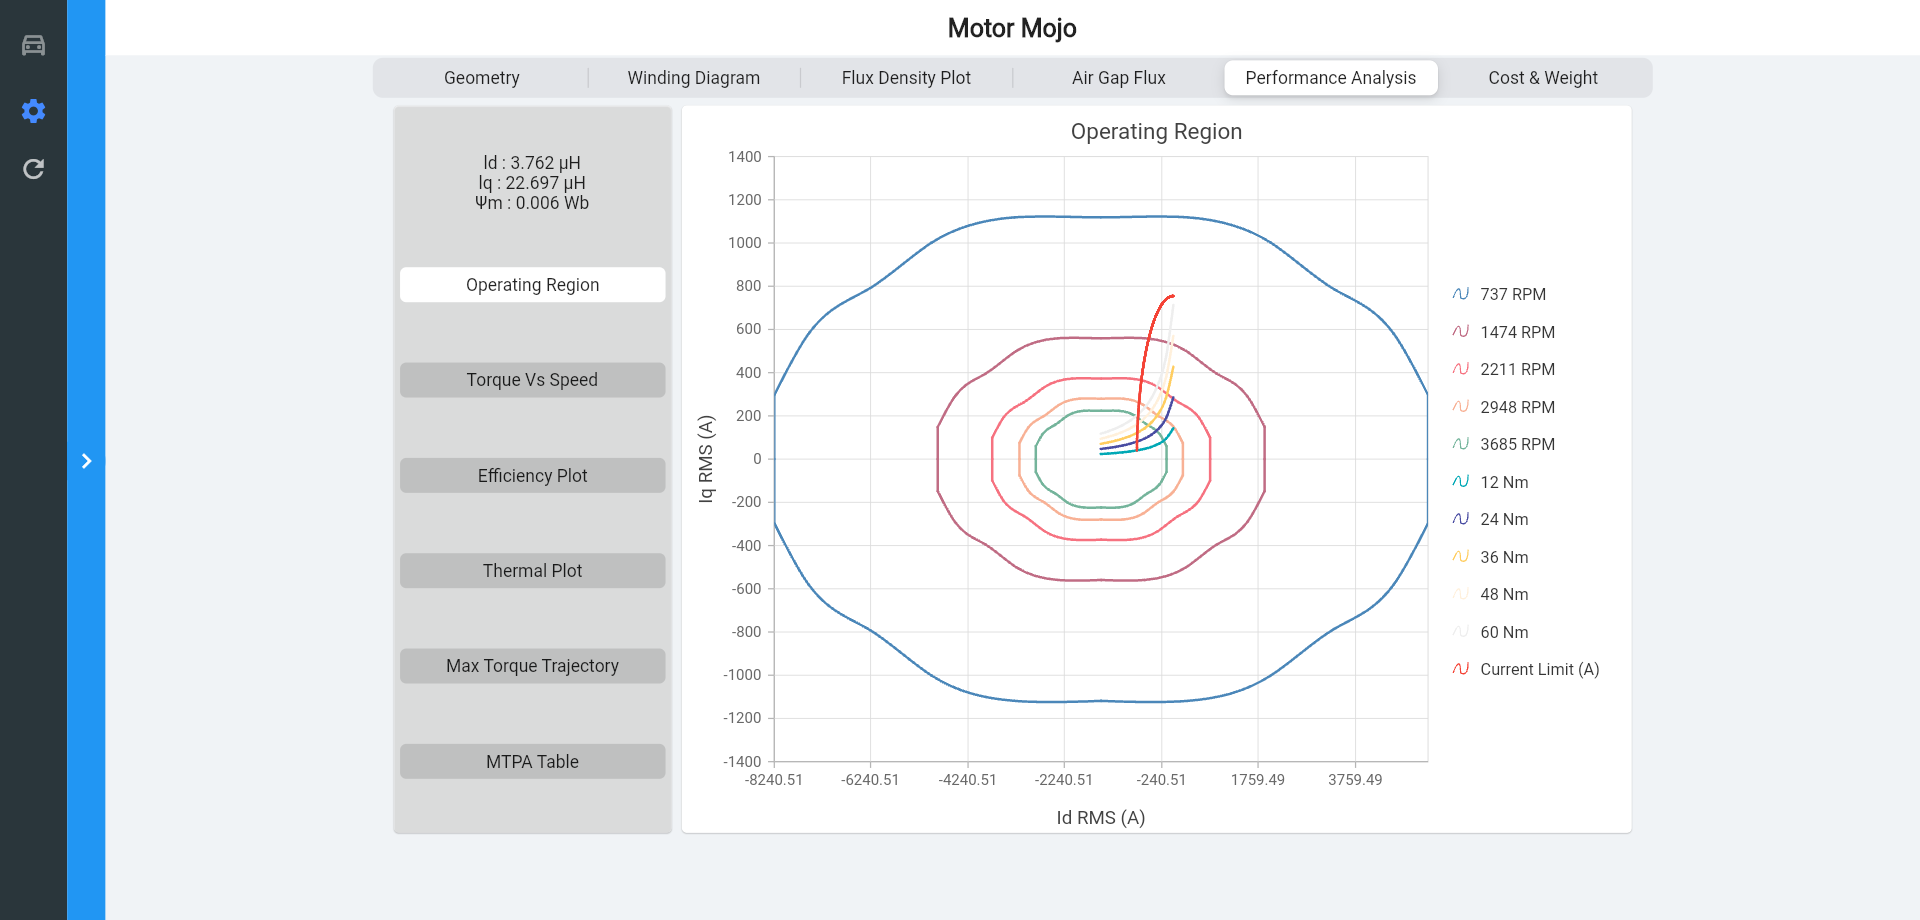 Motor Mojo
Geometry
Winding Diagram
Flux Density Plot
Air Gap Flux
Performance Analysis
Cost & Weight
Id : 3.762 µH
Iq : 22.697 µH
Ψm : 0.006 Wb
Operating Region
Torque Vs Speed
Efficiency Plot
Thermal Plot
Max Torque Trajectory
MTPA Table
Operating Region
Iq RMS (A)
1400
1200
1000
800
600
400
200
0
-200
-400
-600
-800
-1000
-1200
-1400
-8240.51
-6240.51
-4240.51
-2240.51
-240.51
1759.49
3759.49
Id RMS (A)
737 RPM
1474 RPM
2211 RPM
2948 RPM
3685 RPM
12 Nm
24 Nm
36 Nm
48 Nm
60 Nm
Current Limit (A)